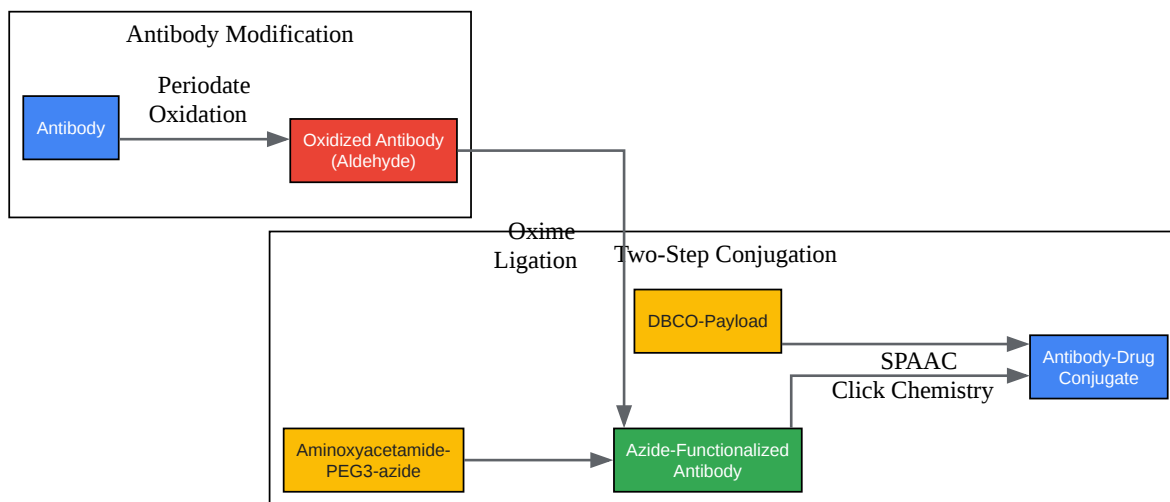 Antibody Modification
Periodate
Oxidation
Antibody
Oxidized Antibody
(Aldehyde)
Oxime
Ligation
Two-Step Conjugation
DBCO-Payload
SPAAC
Click Chemistry
Antibody-Drug
Conjugate
Aminoxyacetamide-
PEG3-azide
Azide-Functionalized
Antibody